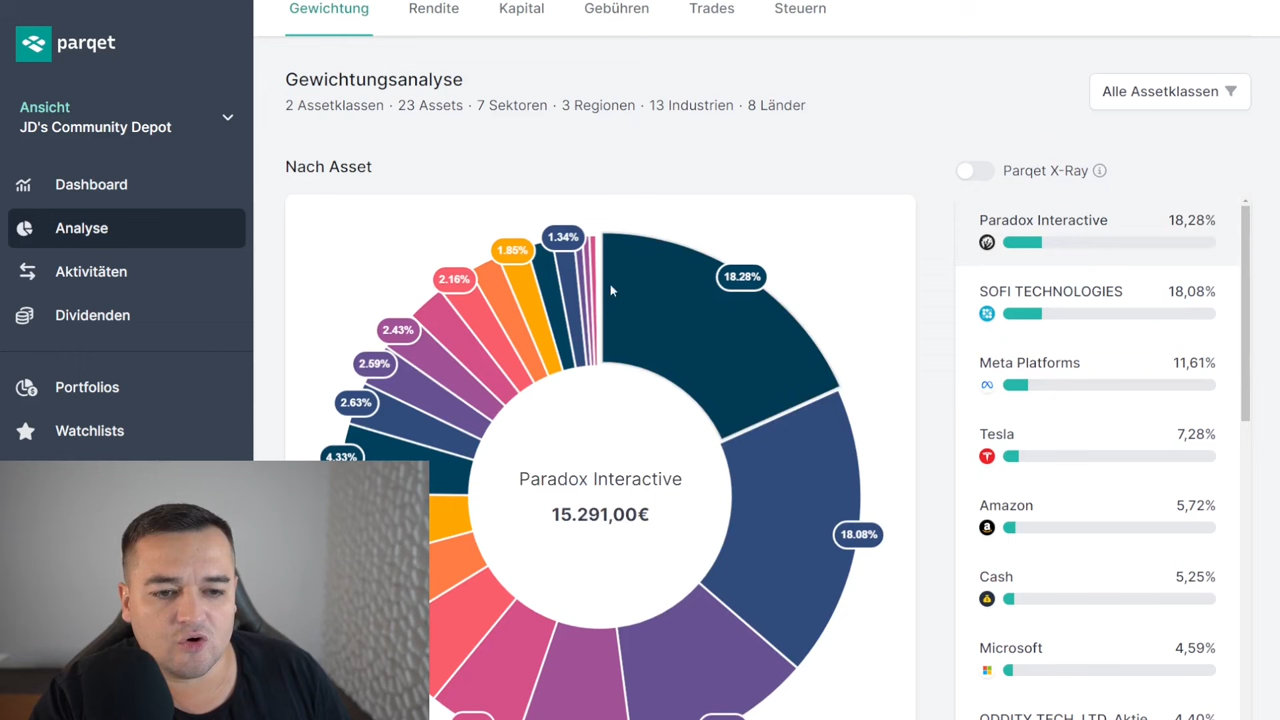 parqet
Ansicht
JD's Community Depot
Dashboard
Analyse
Aktivitäten
Dividenden
Portfolios
Watchlists
Gewichtung
Rendite
Kapital
Gebühren
Trades
Steuern
Gewichtungsanalyse
2 Assetklassen · 23 Assets · 7 Sektoren · 3 Regionen · 13 Industrien · 8 Länder
Alle Assetklassen
Nach Asset
1.34%
1.85%
2.16%
2.43%
2.59%
2.63%
4.33%
18.28%
18.08%
Paradox Interactive
15.291,00€
Parqet X-Ray
Paradox Interactive 18,28%
SOFI TECHNOLOGIES 18,08%
Meta Platforms 11,61%
Tesla 7,28%
Amazon 5,72%
Cash 5,25%
Microsoft 4,59%
ODDITY TECH. LTD. Aktie 4,40%